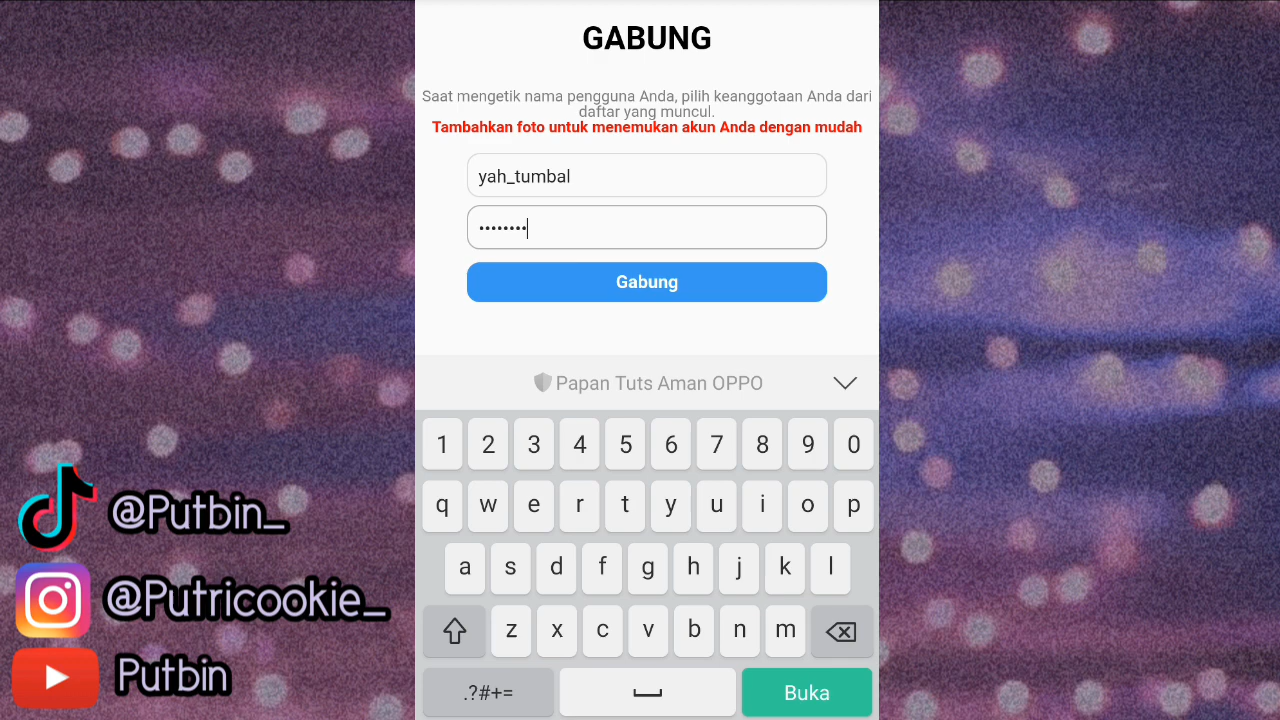 GABUNG
Saat mengetik nama pengguna Anda, pilih keanggotaan Anda dari
daftar yang muncul.
Tambahkan foto untuk menemukan akun Anda dengan mudah
yah_tumbal
••••••••
Gabung
Papan Tuts Aman OPPO
1 2 3 4 5 6 7 8 9 0
q w e r t y u i o p
a s d f g h j k l
z x c v b n m
.?#+= Buka
@Putbin_
@Putricookie_
Putbin